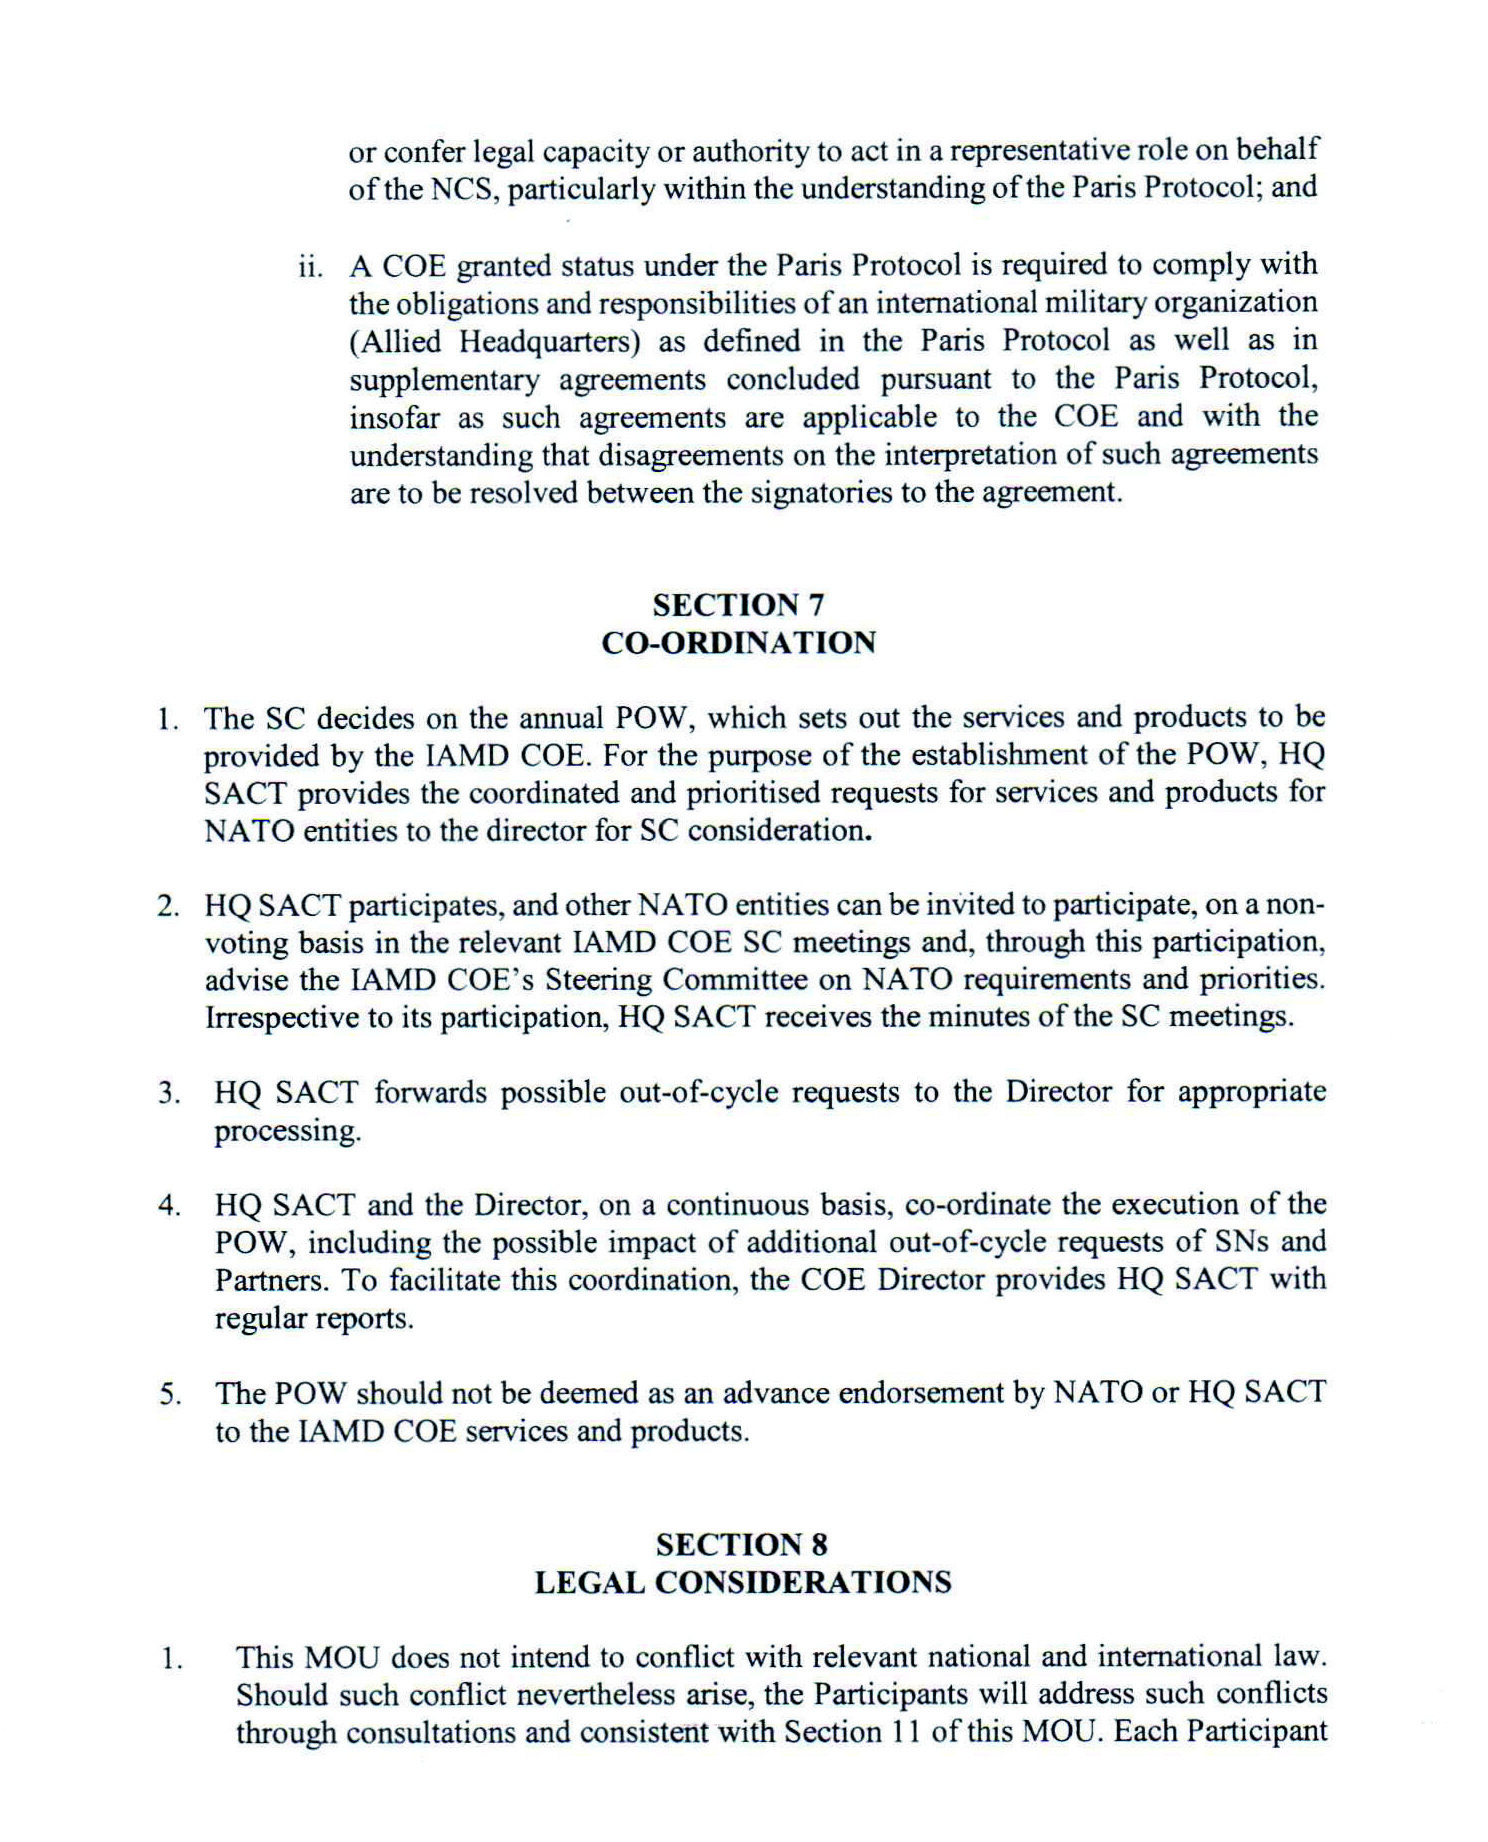 or confer legal capacity or authority to act in a representative role on behalf
of the NCS, particularly within the understanding of the Paris Protocol; and
ii. A COE granted status under the Paris Protocol is required to comply with
the obligations and responsibilities of an international military organization
(Allied Headquarters) as defined in the Paris Protocol as well as in
supplementary agreements concluded pursuant to the Paris Protocol,
insofar as such agreements are applicable to the COE and with the
understanding that disagreements on the interpretation of such agreements
are to be resolved between the signatories to the agreement.
SECTION 7
CO-ORDINATION
1. The SC decides on the annual POW, which sets out the services and products to be
provided by the IAMD COE. For the purpose of the establishment of the POW, HQ
SACT provides the coordinated and prioritised requests for services and products for
NATO entities to the director for SC consideration.
2. HQ SACT participates, and other NATO entities can be invited to participate, on a non-
voting basis in the relevant IAMD COE SC meetings and, through this participation,
advise the IAMD COE's Steering Committee on NATO requirements and priorities.
Irrespective to its participation, HQ SACT receives the minutes of the SC meetings.
3. HQ SACT forwards possible out-of-cycle requests to the Director for appropriate
processing.
4. HQ SACT and the Director, on a continuous basis, co-ordinate the execution of the
POW, including the possible impact of additional out-of-cycle requests of SNs and
Partners. To facilitate this coordination, the COE Director provides HQ SACT with
regular reports.
5. The POW should not be deemed as an advance endorsement by NATO or HQ SACT
to the IAMD COE services and products.
SECTION 8
LEGAL CONSIDERATIONS
1. This MOU does not intend to conflict with relevant national and international law.
Should such conflict nevertheless arise, the Participants will address such conflicts
through consultations and consistent with Section 11 of this MOU. Each Participant